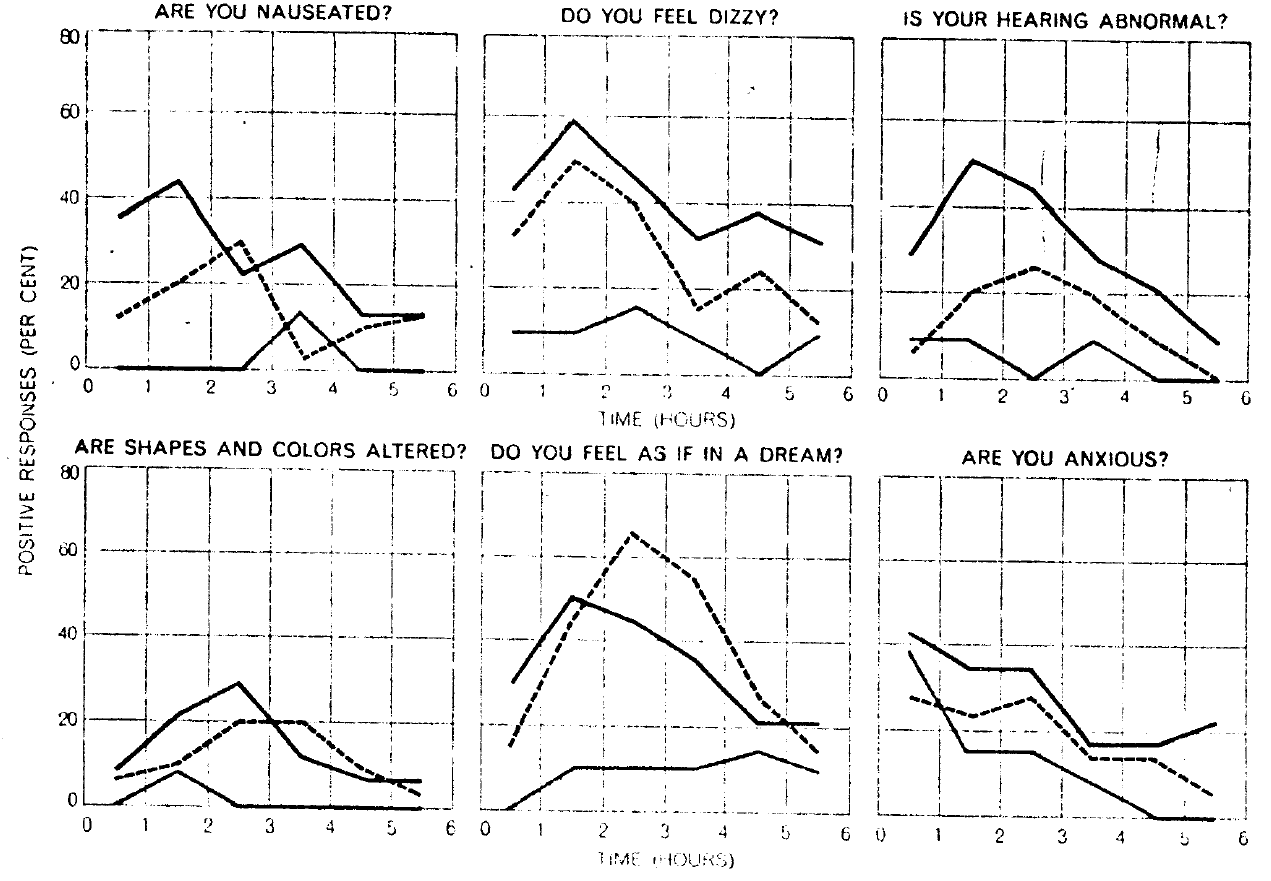 ARE YOU NAUSEATED?
DO YOU FEEL DIZZY?
IS YOUR HEARING ABNORMAL?
80
60
40
20
0
0 1 2 3 4 5 6
0 1 2 3 4 5 6
0 1 2 3 4 5 6
TIME (HOURS)
POSITIVE RESPONSES (PER CENT)
ARE SHAPES AND COLORS ALTERED?
DO YOU FEEL AS IF IN A DREAM?
ARE YOU ANXIOUS?
80
60
40
20
0
0 1 2 3 4 5 6
0 1 2 3 4 5 6
0 1 2 3 4 5 6
TIME (HOURS)